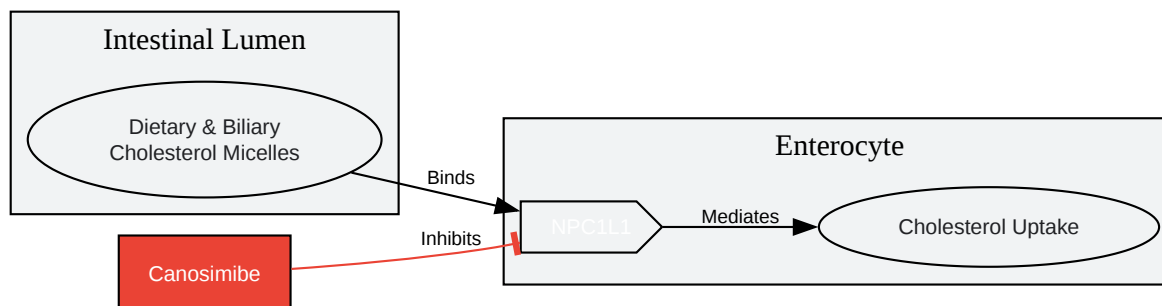 Intestinal Lumen
Dietary & Biliary
Cholesterol Micelles
Binds
Enterocyte
NPC1L1
Mediates
Cholesterol Uptake
Inhibits
Canosimibe